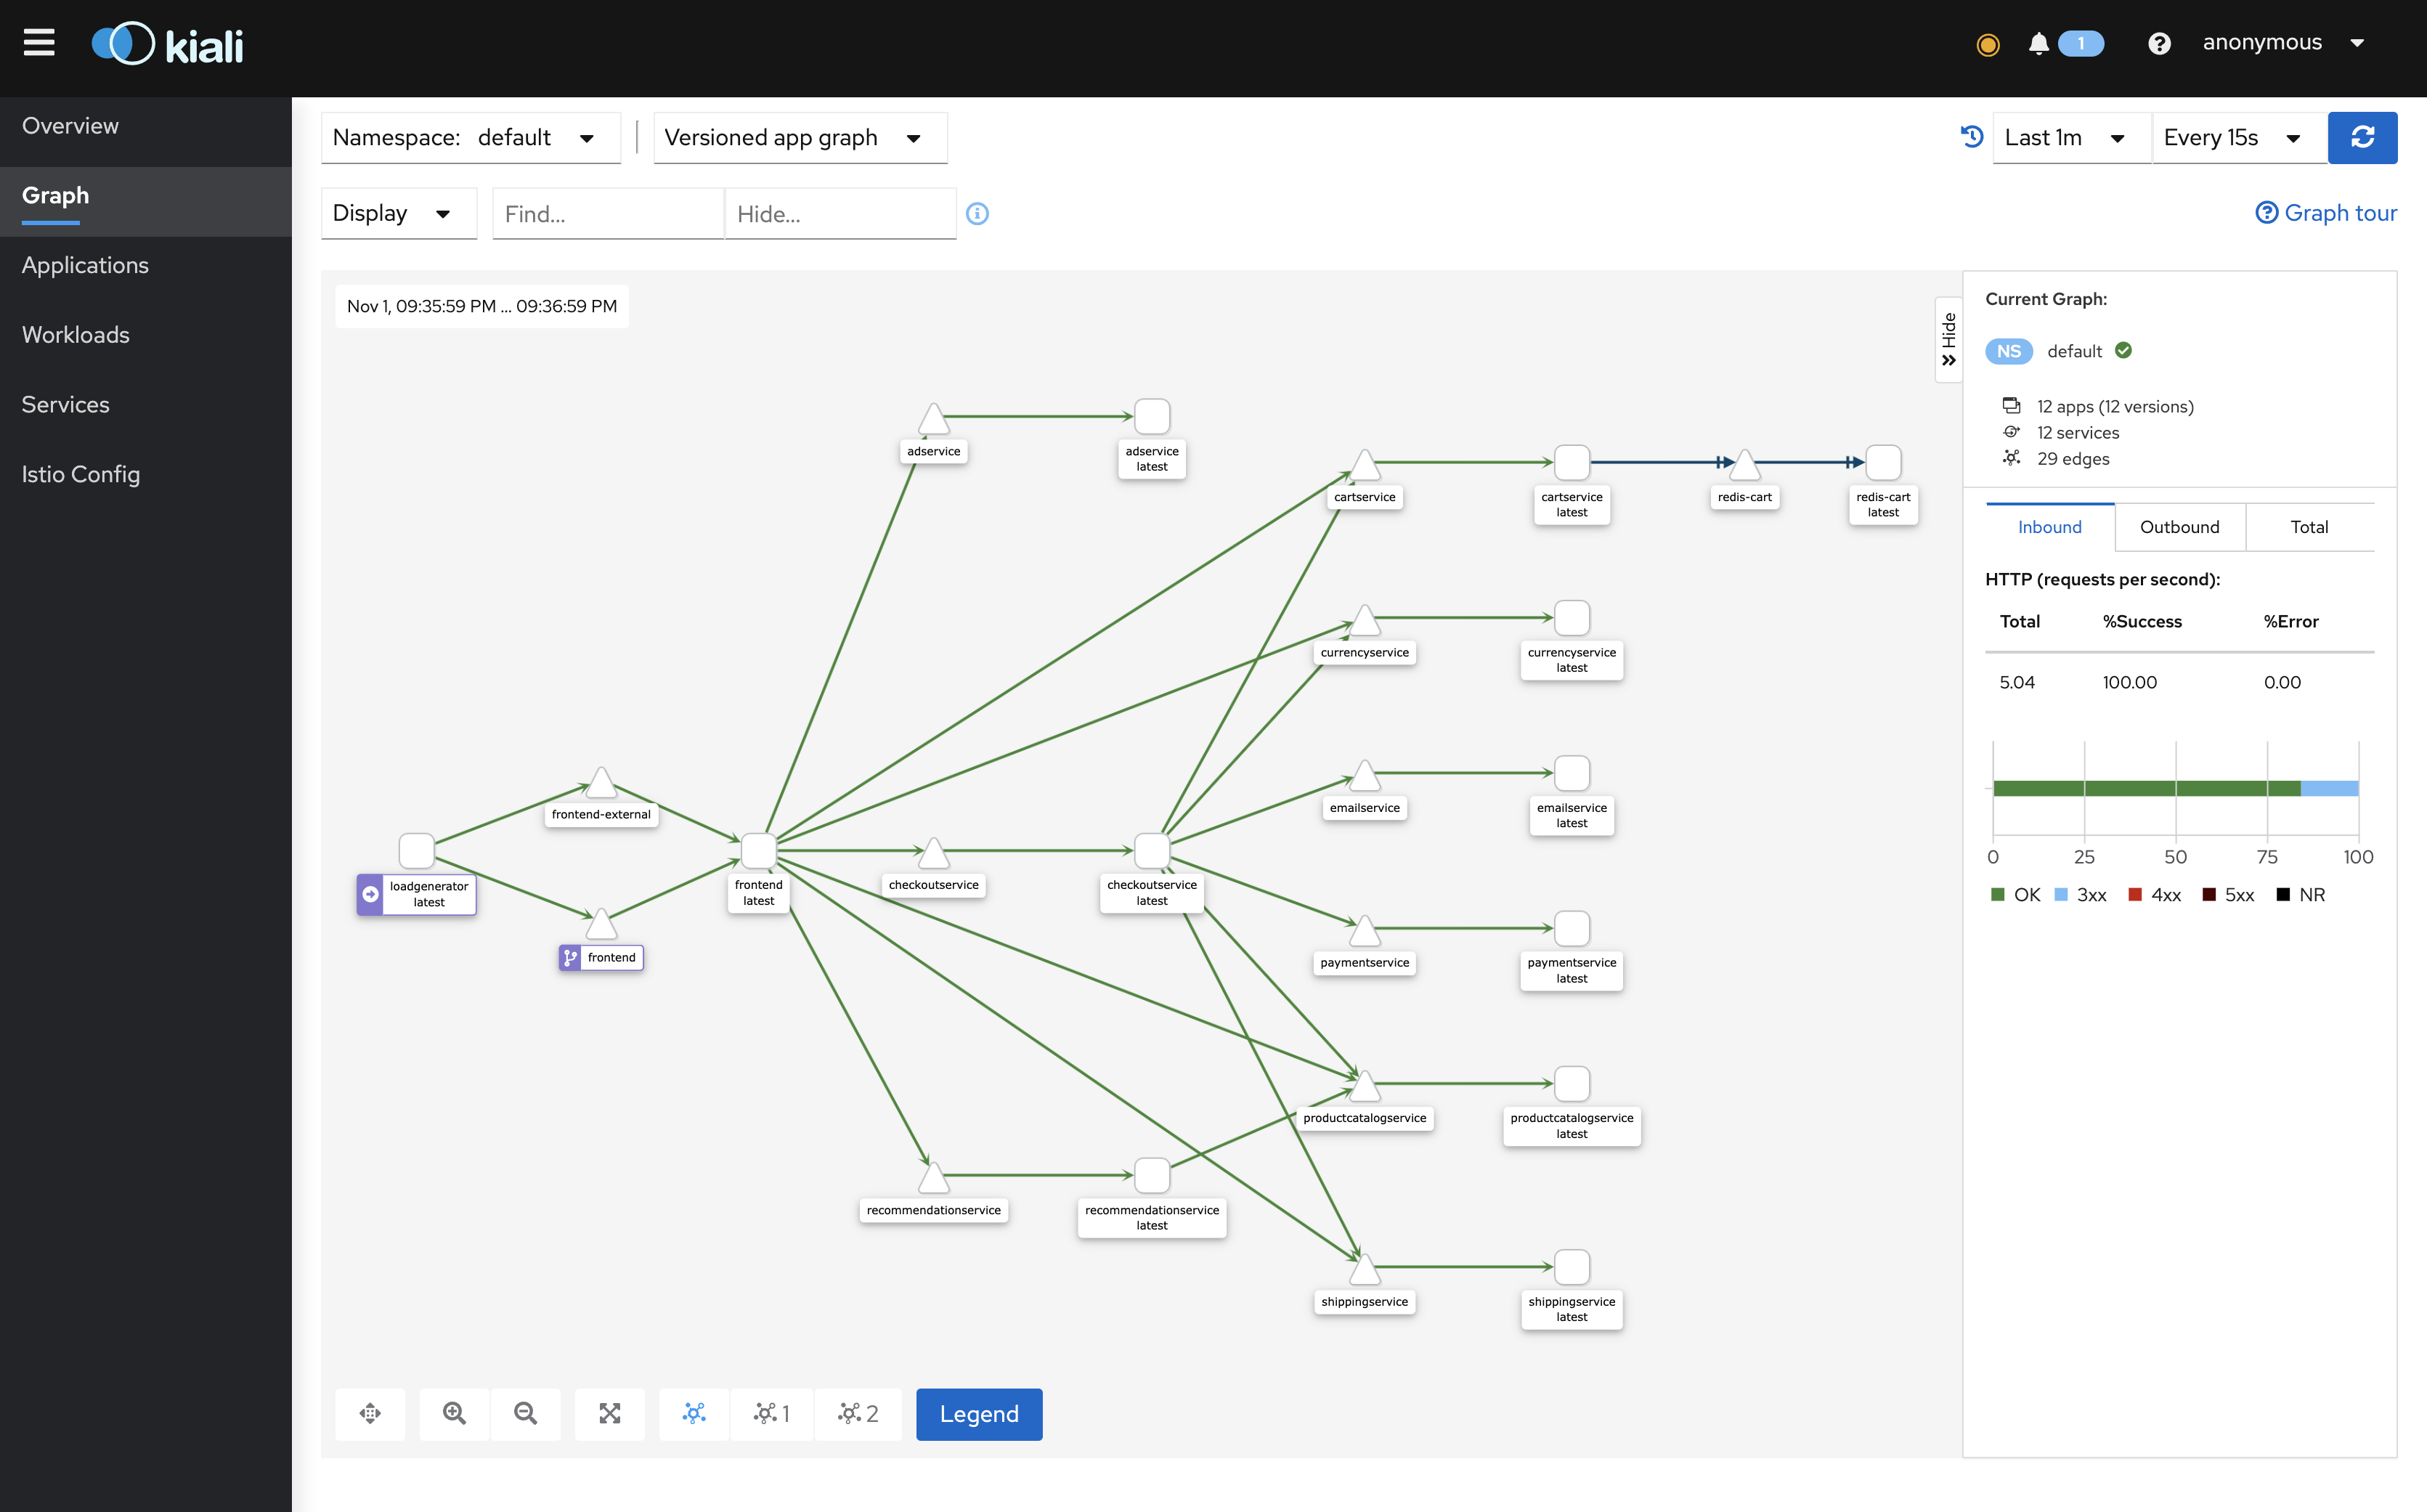 kiali
1
anonymous
Overview
Graph
Applications
Workloads
Services
Istio Config
Namespace: default
Versioned app graph
Last 1m
Every 15s
Display
Find...
Hide...
Graph tour
Nov 1, 09:35:59 PM ... 09:36:59 PM
Hide
adservice
adservice
latest
cartservice
cartservice
latest
redis-cart
redis-cart
latest
currencyservice
currencyservice
latest
frontend-external
emailservice
emailservice
latest
loadgenerator
latest
frontend
latest
checkoutservice
checkoutservice
latest
frontend
paymentservice
paymentservice
latest
productcatalogservice
productcatalogservice
latest
recommendationservice
recommendationservice
latest
shippingservice
shippingservice
latest
1
2
Legend
Current Graph:
NS default
12 apps (12 versions)
12 services
29 edges
Inbound
Outbound
Total
HTTP (requests per second):
Total %Success %Error
5.04 100.00 0.00
0 25 50 75 100
OK 3xx 4xx 5xx NR